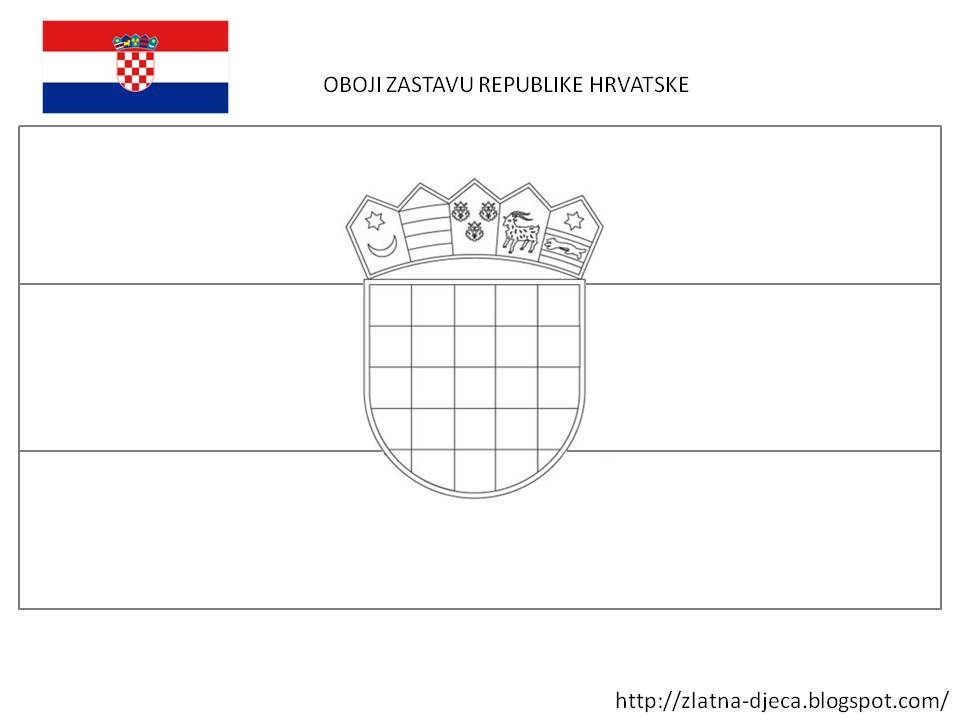 OBOJI ZASTAVU REPUBLIKE HRVATSKE
http://zlatna-djeca.blogspot.com/